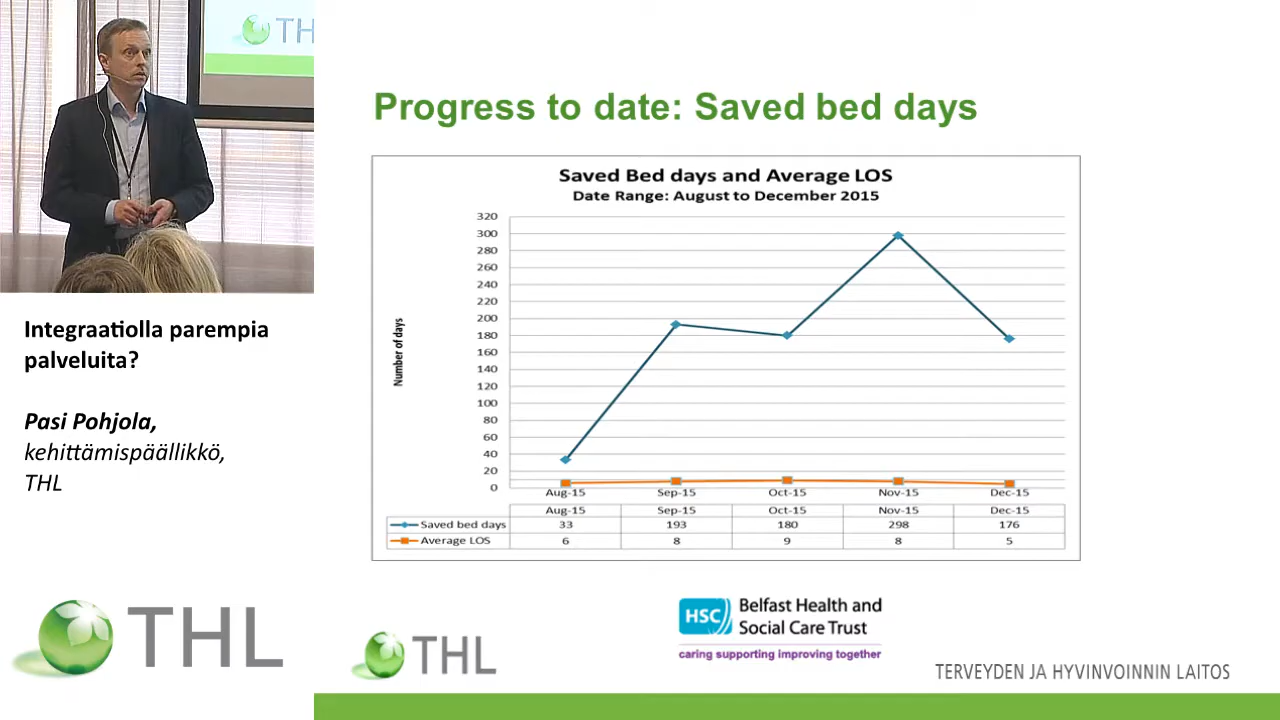 TH
Integraatiolla parempia
palveluita?
Pasi Pohjola,
kehittämispäällikkö,
THL
THL
Progress to date: Saved bed days
Saved Bed days and Average LOS
Date Range: August to December 2015
Number of days
320
300
280
260
240
220
200
180
160
140
120
100
80
60
40
20
0
Aug-15 Sep-15 Oct-15 Nov-15 Dec-15
Aug-15 Sep-15 Oct-15 Nov-15 Dec-15
Saved bed days 33 193 180 298 176
Average LOS 6 8 9 8 5
THL
HSC Belfast Health and
Social Care Trust
caring supporting improving together
TERVEYDEN JA HYVINVOINNIN LAITOS